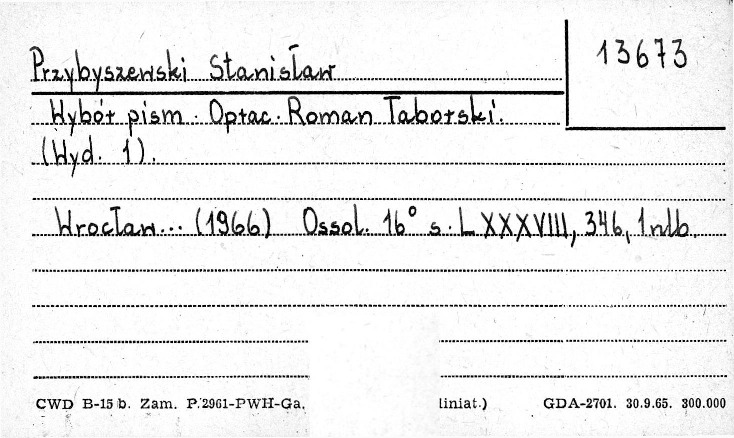 13673
Przybyszewski Stanisław
Wybór pism. Oprac. Roman Taborski.
(Wyd. 1).
Wrocław... (1966) Ossol. 16° s. LXXXVIII, 346, 1 nlb.
CWD B-15 b. Zam. P. 2961-PWH-Ga. liniat.) GDA-2701. 30.9.65. 300.000